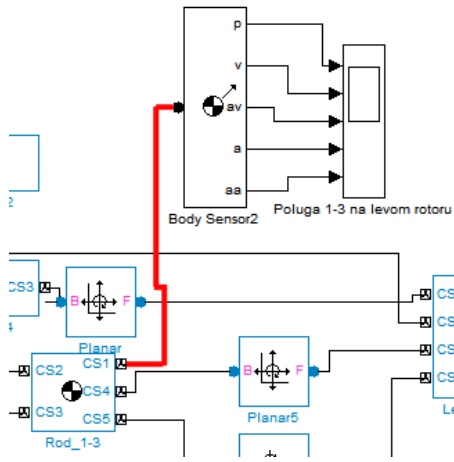 p
v
av
a
aa
Body Sensor2
Poluga 1-3 na levom rotoru
2
CS3
4
B
F
Planar
CS
CS
CS
CS
Le
CS2
CS1
CS4
CS3
CS5
Rod_1-3
B
F
Planar5